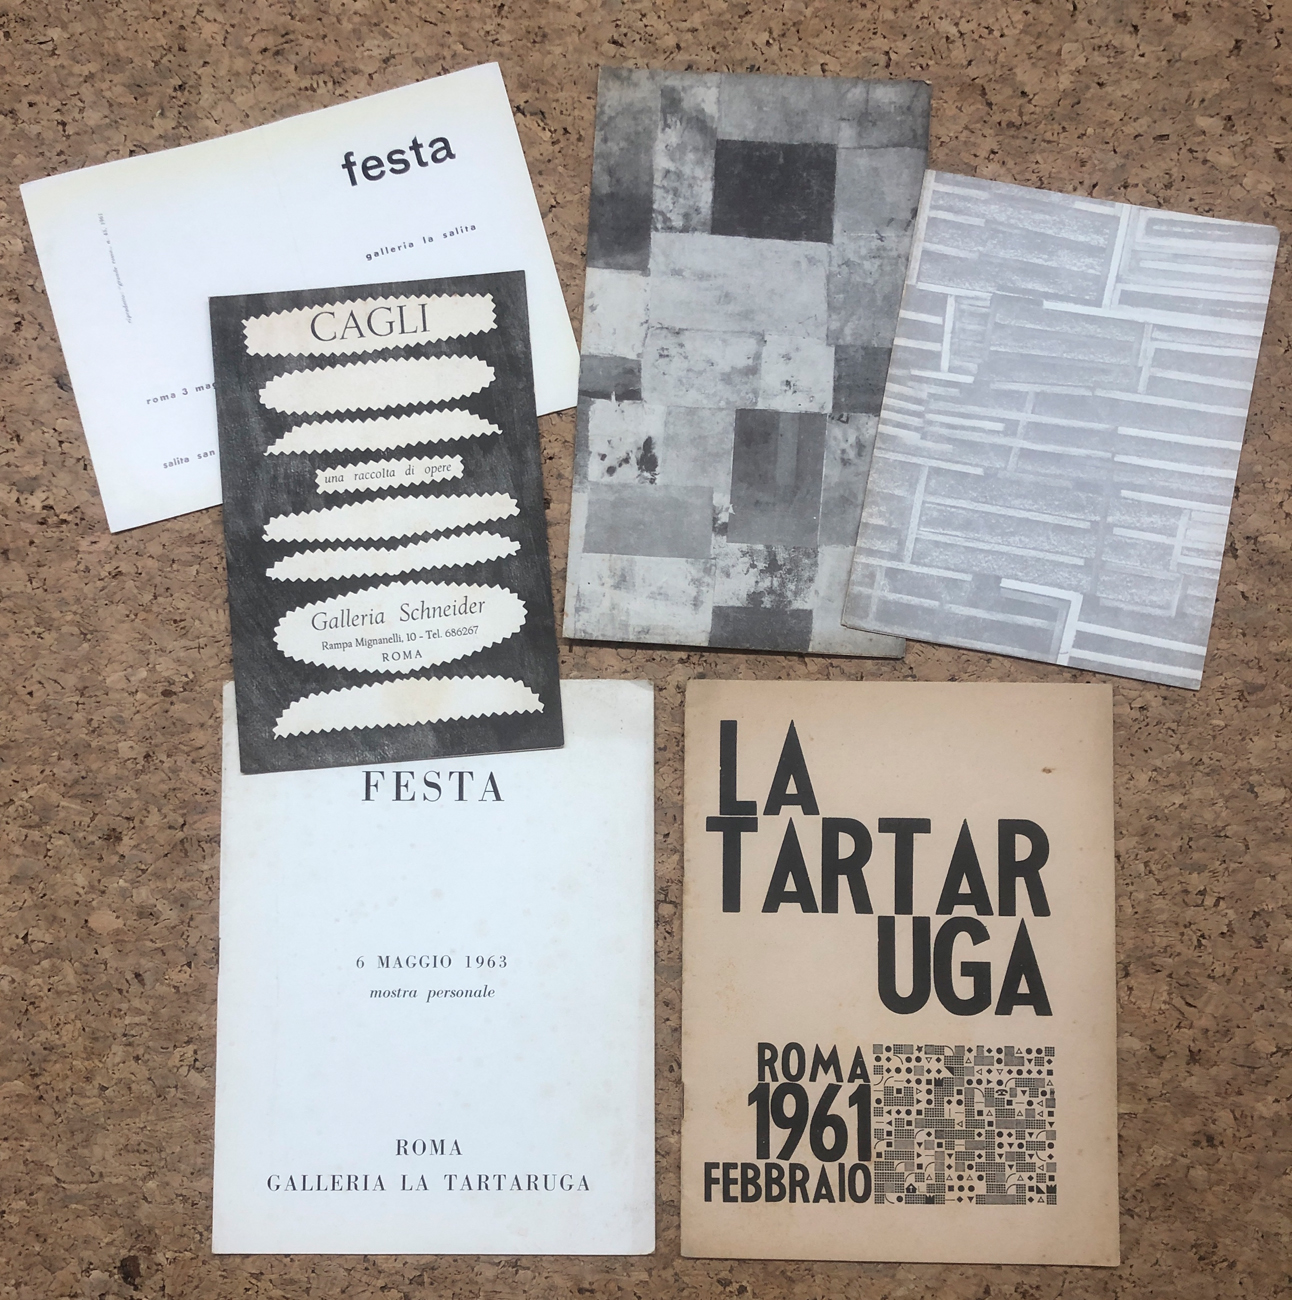 festa
galleria la salita
roma 3
salita san
CAGLI
una raccolta di opere
Galleria Schneider
Rampa Mignanelli, 10 - Tel. 686267
ROMA
FESTA
6 MAGGIO 1963
mostra personale
ROMA
GALLERIA LA TARTARUGA
LA
TARTAR
UGA
ROMA
1961
FEBBRAIO